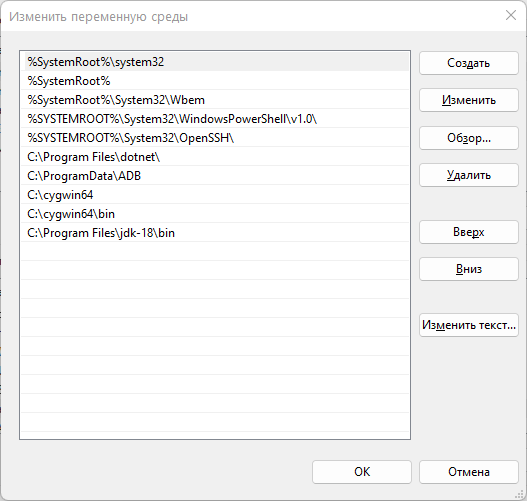 Изменить переменную среды
%SystemRoot%\system32
%SystemRoot%
%SystemRoot%\System32\Wbem
%SYSTEMROOT%\System32\WindowsPowerShell\v1.0\
%SYSTEMROOT%\System32\OpenSSH\
C:\Program Files\dotnet\
C:\ProgramData\ADB
C:\cygwin64
C:\cygwin64\bin
C:\Program Files\jdk-18\bin
Создать
Изменить
Обзор...
Удалить
Вверх
Вниз
Изменить текст...
OK
Отмена